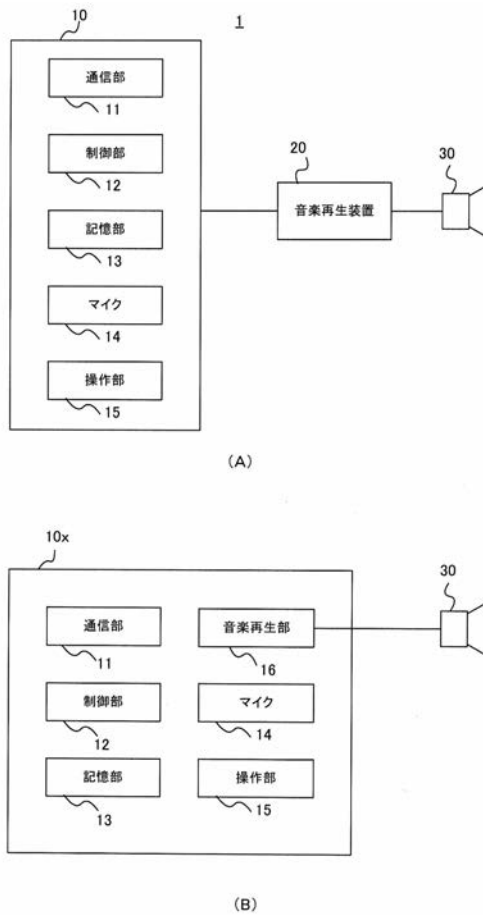 1
10
通信部
11
制御部
12
記憶部
13
マイク
14
操作部
15
20
音楽再生装置
30
(A)
10x
通信部
11
制御部
12
記憶部
13
音楽再生部
16
マイク
14
操作部
15
30
(B)